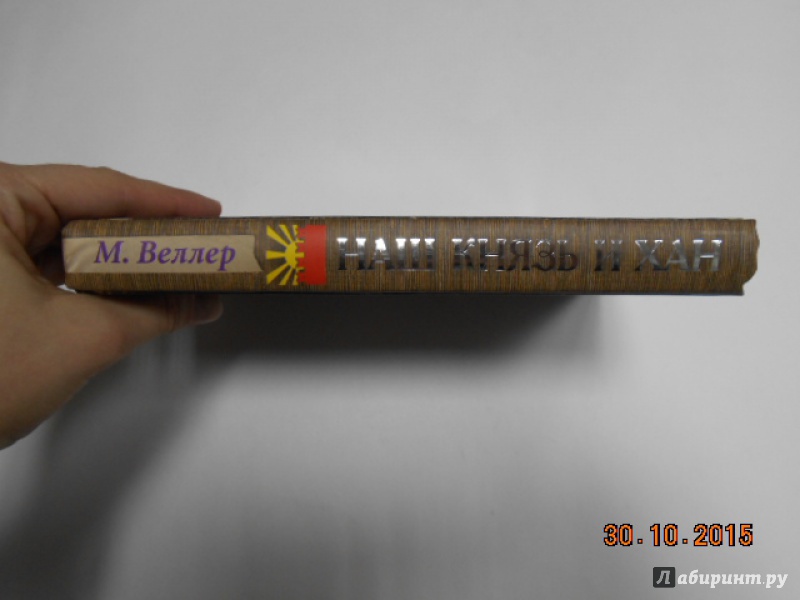 М. Веллер
НАШ КНЯЗЬ И ХАН
30.10.2015
Лабиринт.ру